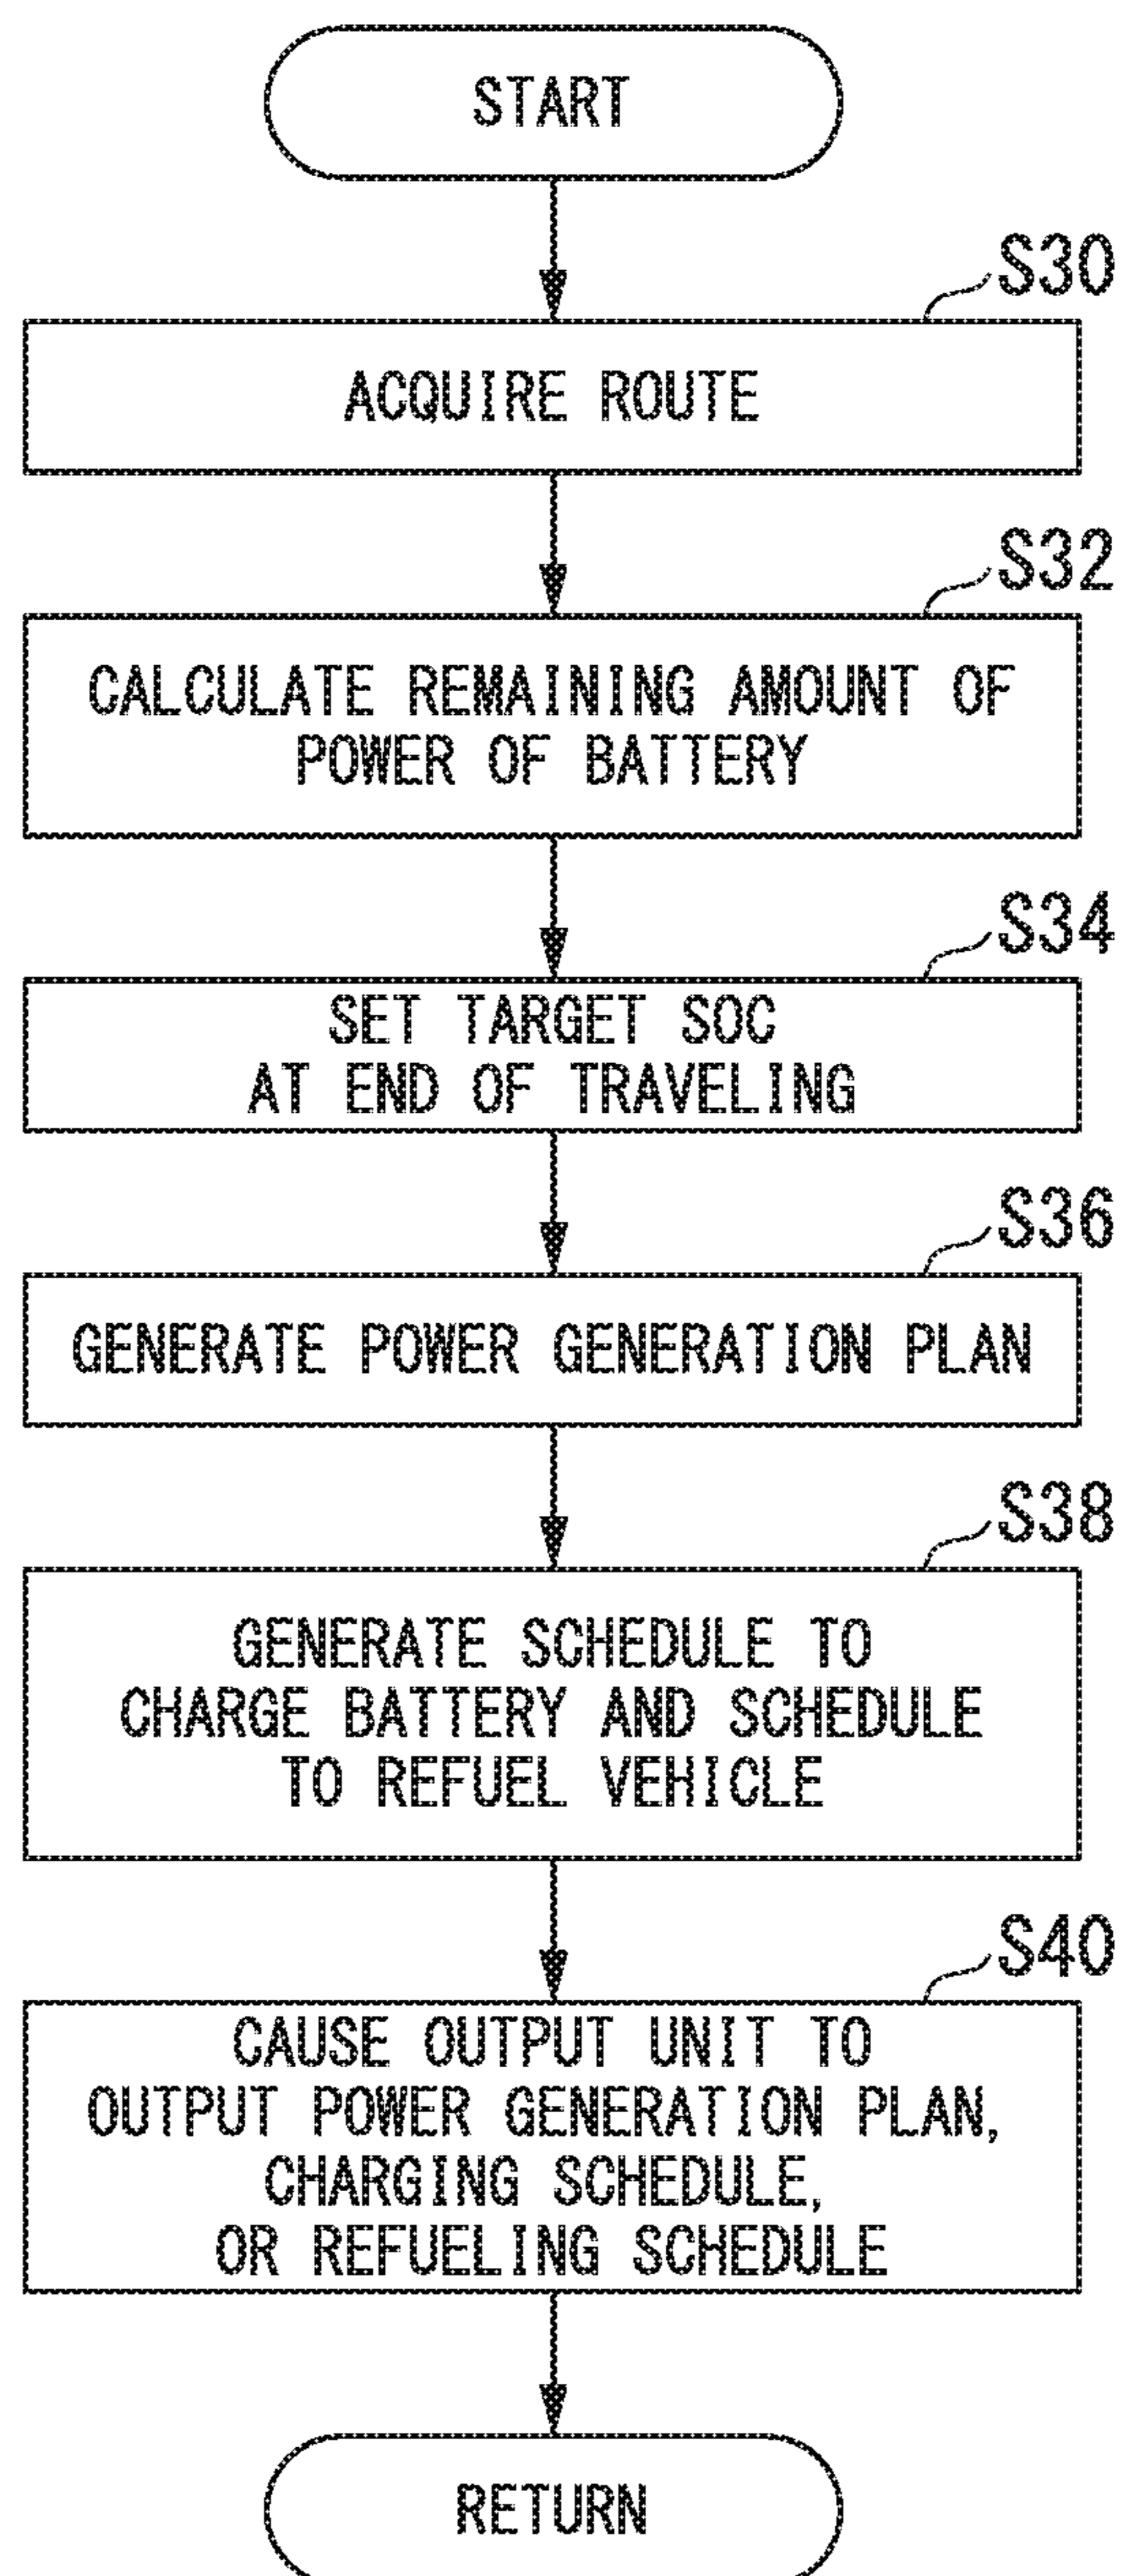 START
S30
ACQUIRE ROUTE
S32
CALCULATE REMAINING AMOUNT OF
POWER OF BATTERY
S34
SET TARGET SOC
AT END OF TRAVELING
S36
GENERATE POWER GENERATION PLAN
S38
GENERATE SCHEDULE TO
CHARGE BATTERY AND SCHEDULE
TO REFUEL VEHICLE
S40
CAUSE OUTPUT UNIT TO
OUTPUT POWER GENERATION PLAN,
CHARGING SCHEDULE,
OR REFUELING SCHEDULE
RETURN